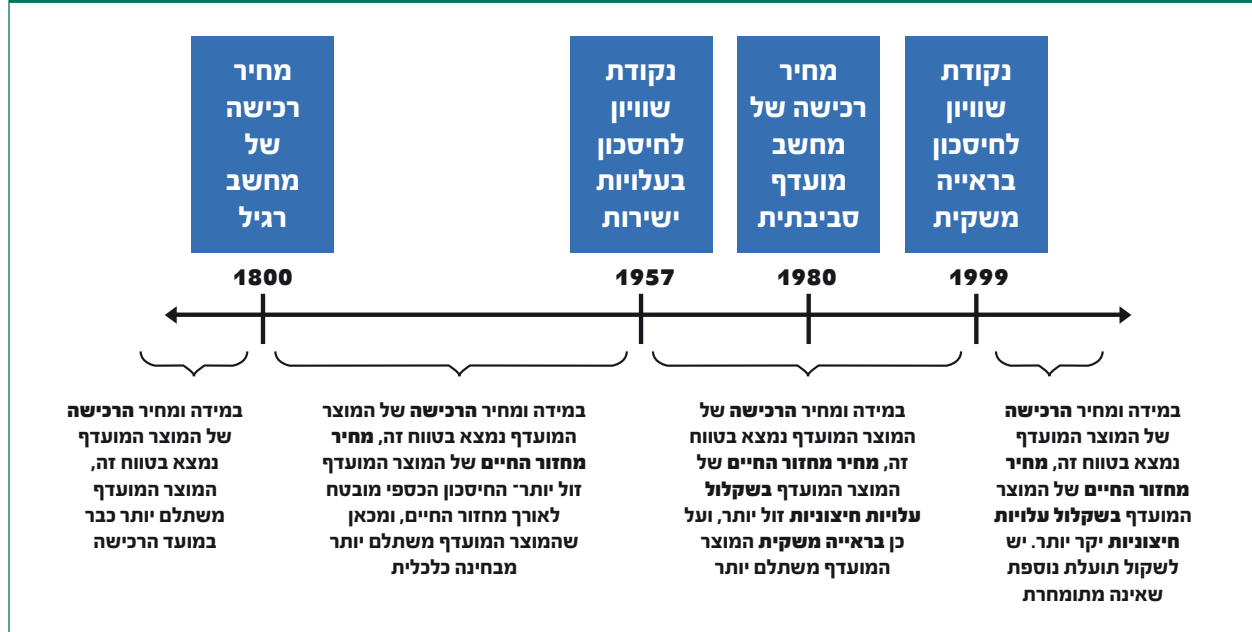 מחיר
רכישה
של
מחשב
רגיל
נקודת
שוויון
לחיסכון
בעלויות
ישירות
מחיר
רכישה של
מחשב
מועדף
סביבתית
נקודת
שוויון
לחיסכון
בראייה
משקית
1800
1957
1980
1999
במידה ומחיר הרכישה
של המוצר המועדף
נמצא בטווח זה,
המוצר המועדף
משתלם יותר כבר
במועד הרכישה
במידה ומחיר הרכישה של המוצר
המועדף נמצא בטווח זה, מחיר
מחזור החיים של המוצר המועדף
זול יותר־ החיסכון הכספי מובטח
לאורך מחזור החיים, ומכאן
שהמוצר המועדף משתלם יותר
מבחינה כלכלית
במידה ומחיר הרכישה של
המוצר המועדף נמצא בטווח
זה, מחיר מחזור החיים של
המוצר המועדף בשקלול
עלויות חיצוניות זול יותר, ועל
כן בראייה משקית המוצר
המועדף משתלם יותר
במידה ומחיר הרכישה
של המוצר המועדף
נמצא בטווח זה, מחיר
מחזור החיים של המוצר
המועדף בשקלול עלויות
חיצוניות יקר יותר. יש
לשקול תועלת נוספת
שאינה מתומחרת